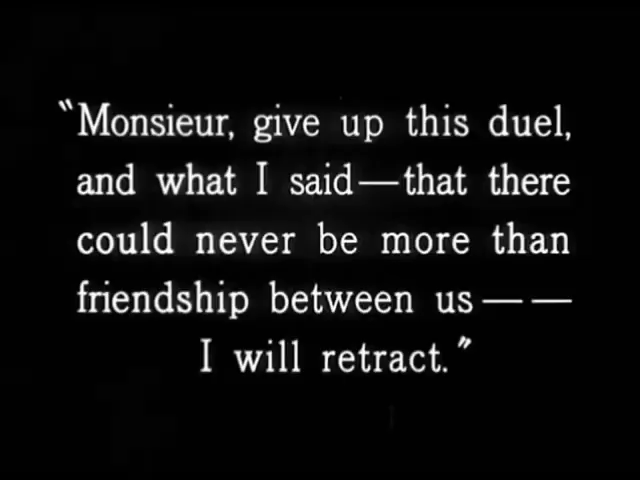 "Monsieur, give up this duel,
and what I said—that there
could never be more than
friendship between us — —
I will retract."